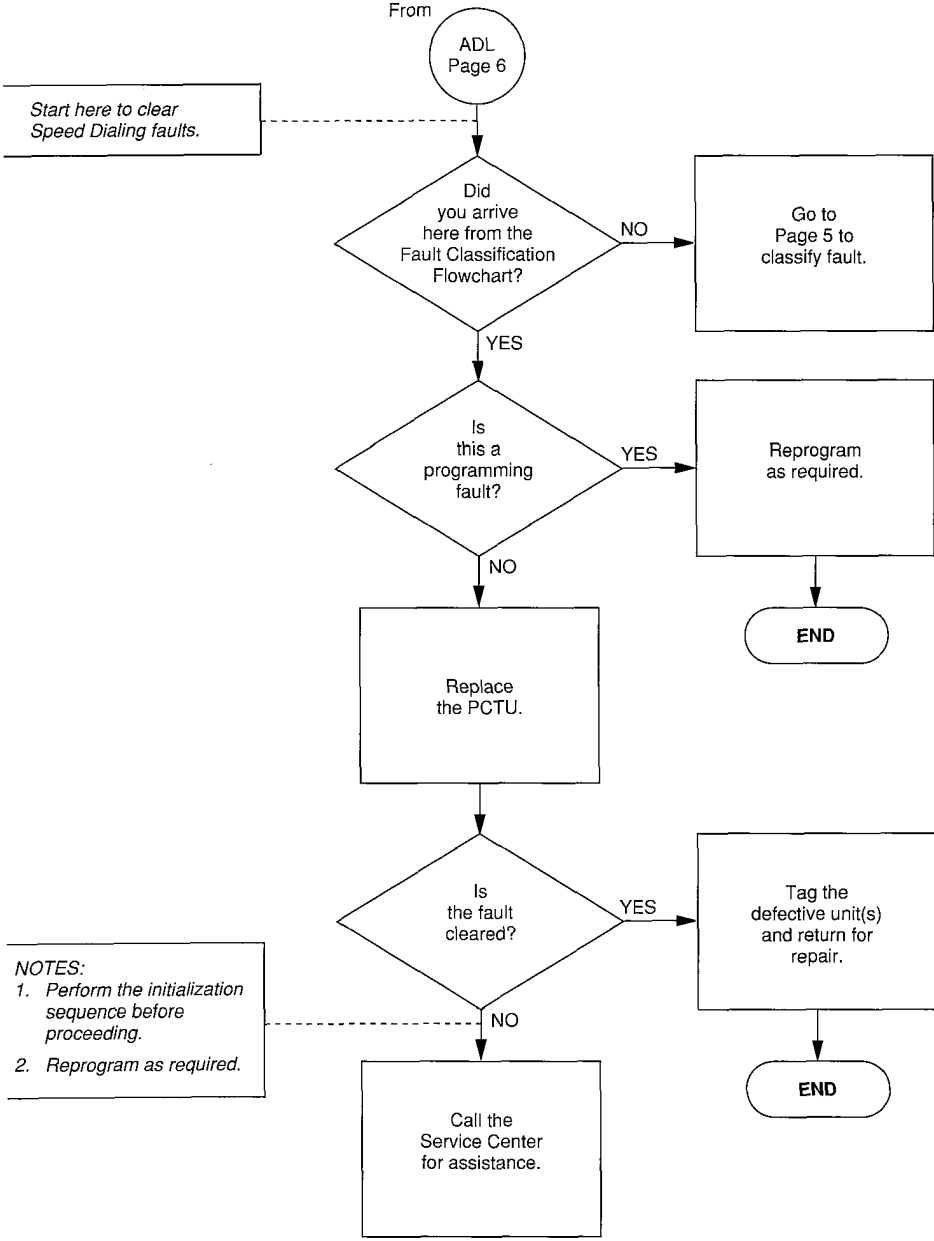 From
ADL
Page 6
Start here to clear
Speed Dialing faults.
Did
you arrive
here from the
Fault Classification
Flowchart?
NO
Go to
Page 5 to
classify fault.
YES
Is
this a
programming
fault?
YES
Reprogram
as required.
NO
END
Replace
the PCTU.
Is
the fault
cleared?
YES
Tag the
defective unit(s)
and return for
repair.
NOTES:
1. Perform the initialization
sequence before
proceeding.
2. Reprogram as required.
NO
END
Call the
Service Center
for assistance.